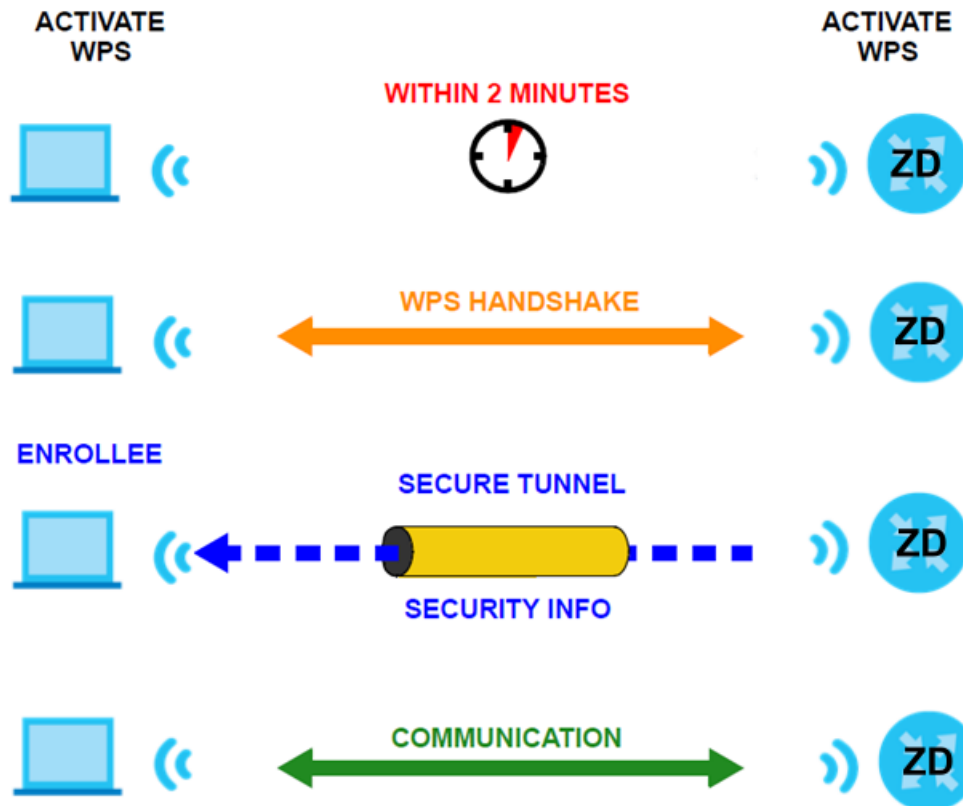 ACTIVATE
WPS
ACTIVATE
WPS
WITHIN 2 MINUTES
ZD
WPS HANDSHAKE
ZD
ENROLLEE
SECURE TUNNEL
ZD
SECURITY INFO
COMMUNICATION
ZD